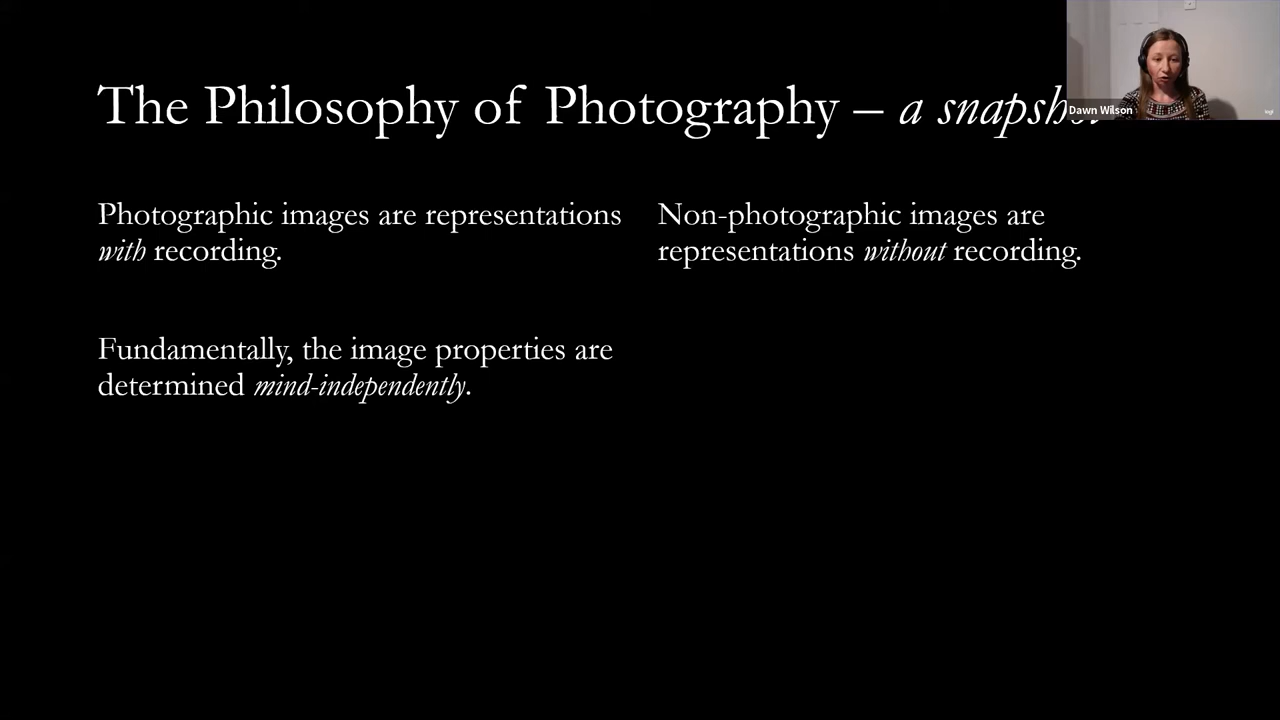 The Philosophy of Photography – a
Dawn Wilson
Photographic images are representations
with recording.
Non-photographic images are
representations without recording.
Fundamentally, the image properties are
determined mind-independently.